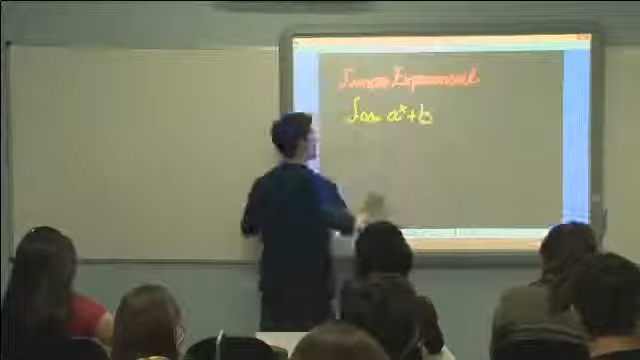 Função Exponencial
f(x)= a^x+b